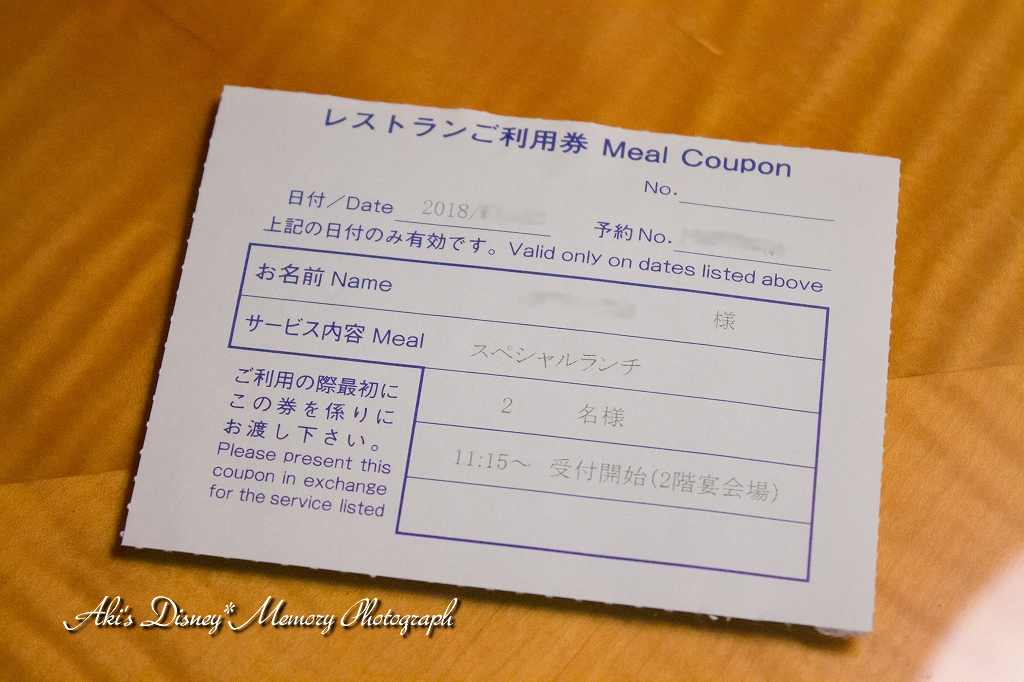 レストランご利用券 Meal Coupon
No.
日付／Date 2018/
予約No.
上記の日付のみ有効です。Valid only on dates listed above
お名前 Name 様
サービス内容 Meal スペシャルランチ
2 名様
11:15～ 受付開始(2階宴会場)
ご利用の際最初に
この券を係りに
お渡し下さい。
Please present this
coupon in exchange
for the service listed
Aki's Disney* Memory Photograph